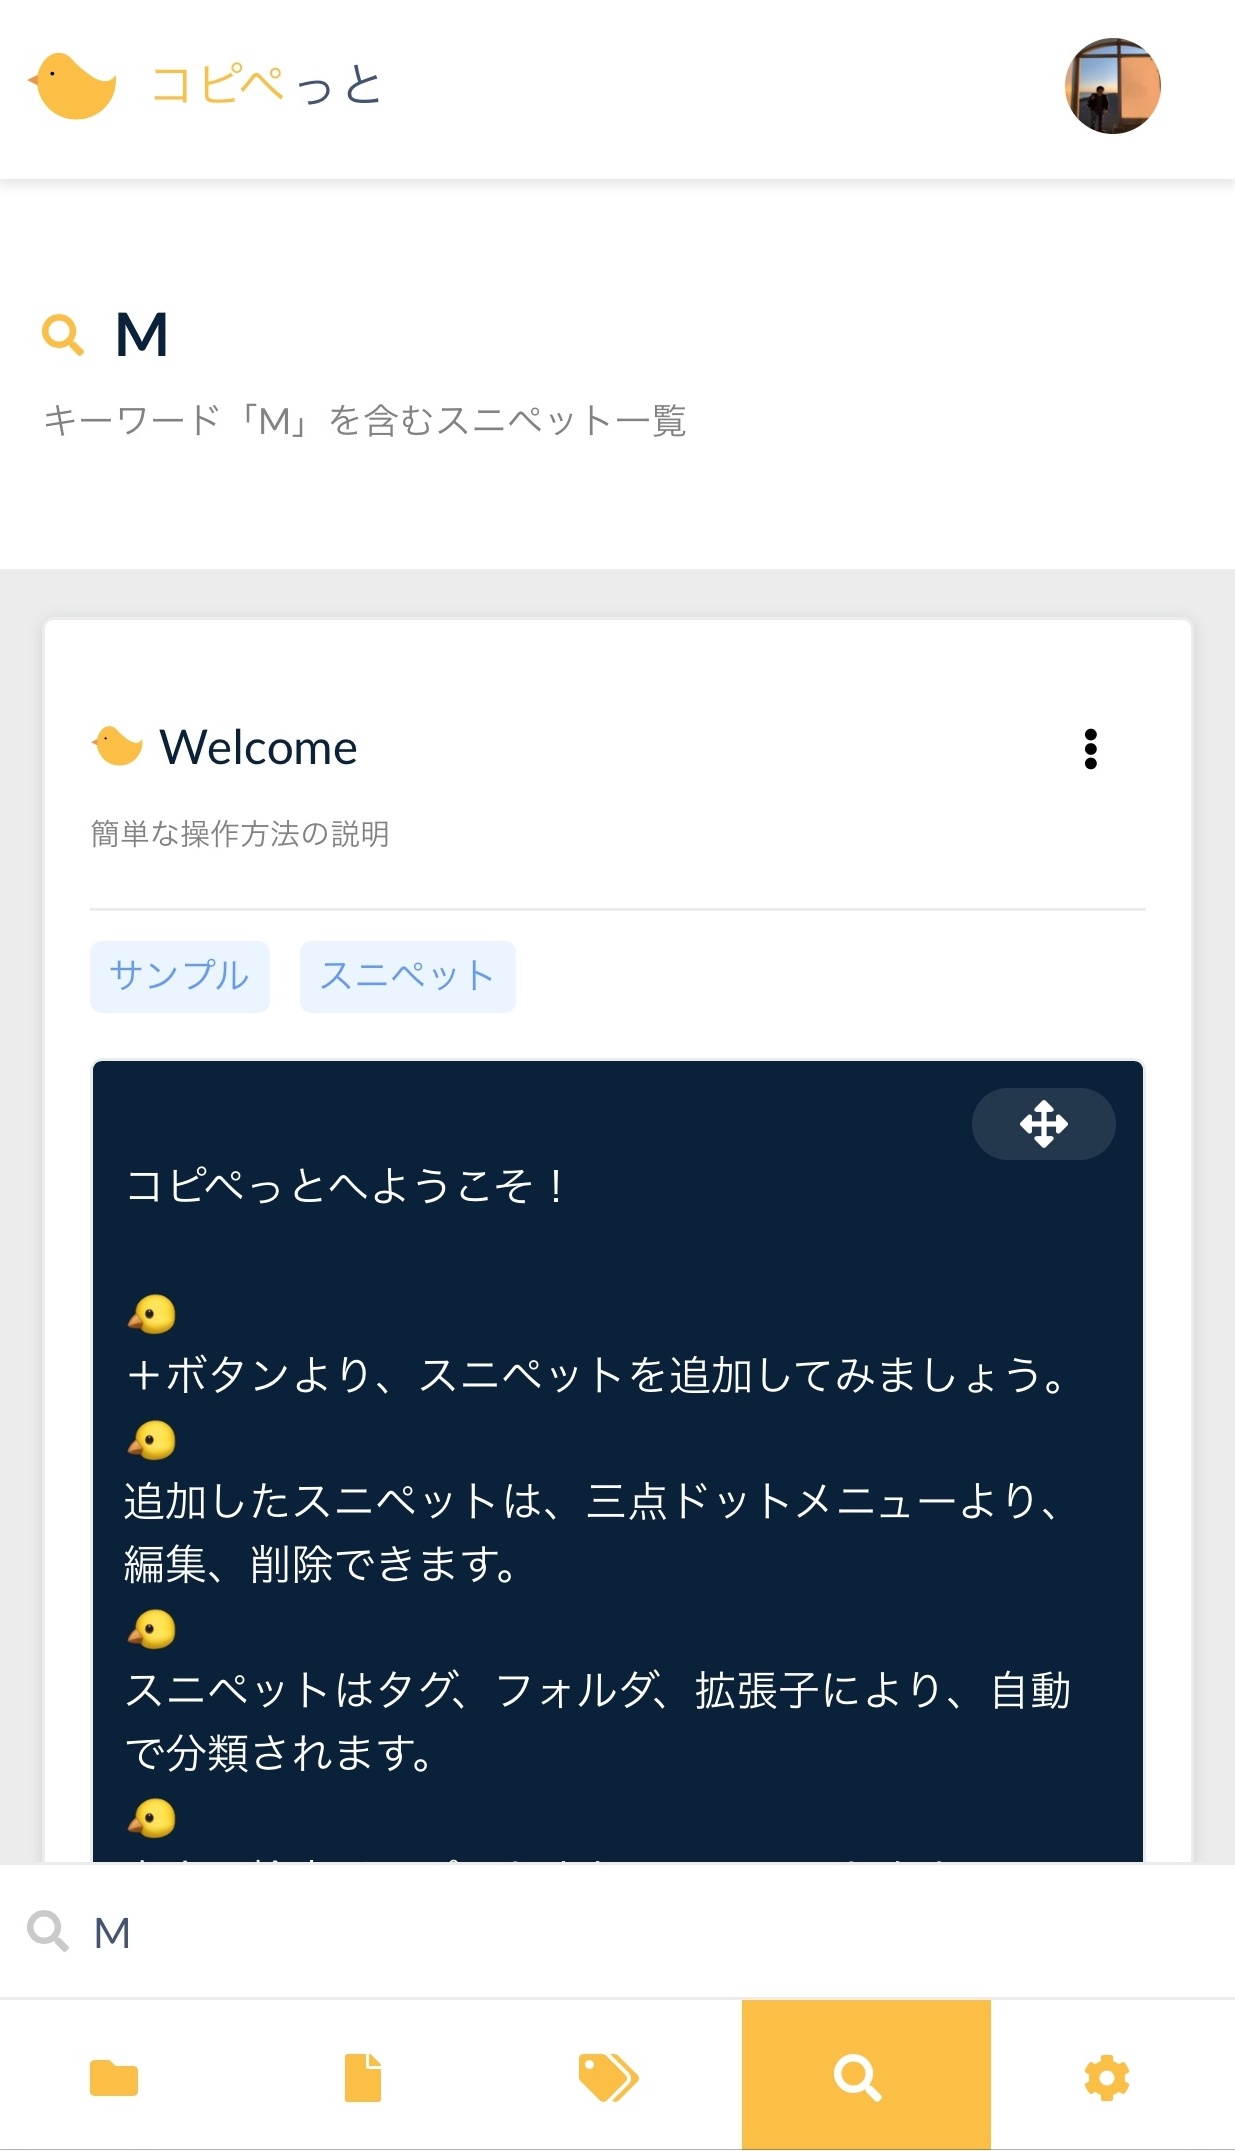 コピペっと
M
キーワード「M」を含むスニペット一覧
Welcome
簡単な操作方法の説明
サンプル スニペット
コピペっとへようこそ！
🐤
＋ボタンより、スニペットを追加してみましょう。
🐤
追加したスニペットは、三点ドットメニューより、
編集、削除できます。
🐤
スニペットはタグ、フォルダ、拡張子により、自動
で分類されます。
🐤
M